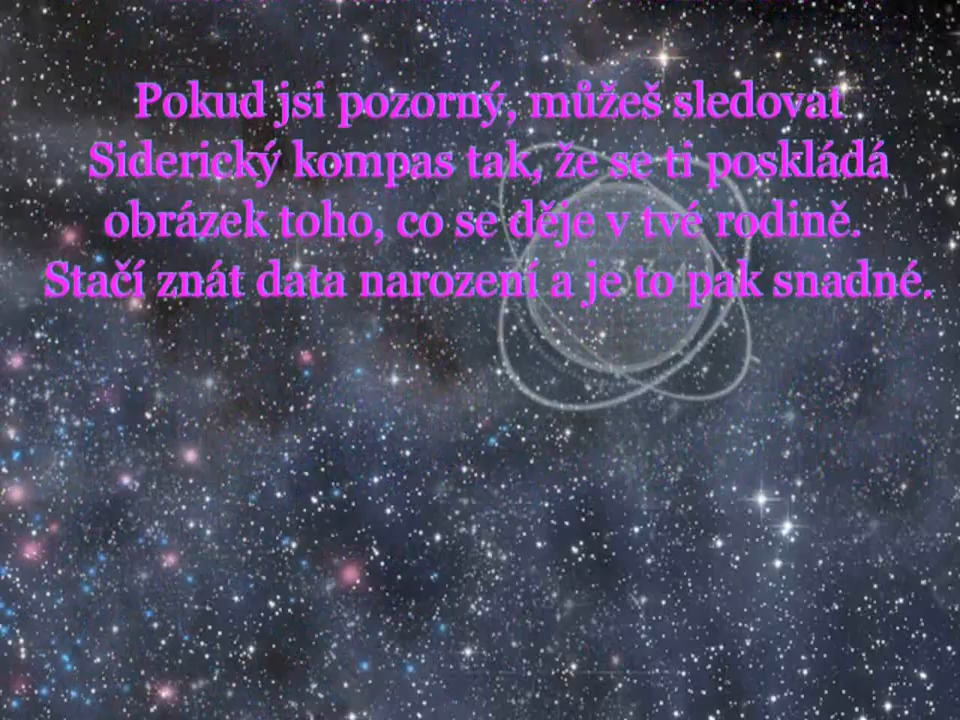 Pokud jsi pozorný, můžeš sledovat
Siderický kompas tak, že se ti poskládá
obrázek toho, co se děje v tvé rodině.
Stačí znát data narození a je to pak snadné.